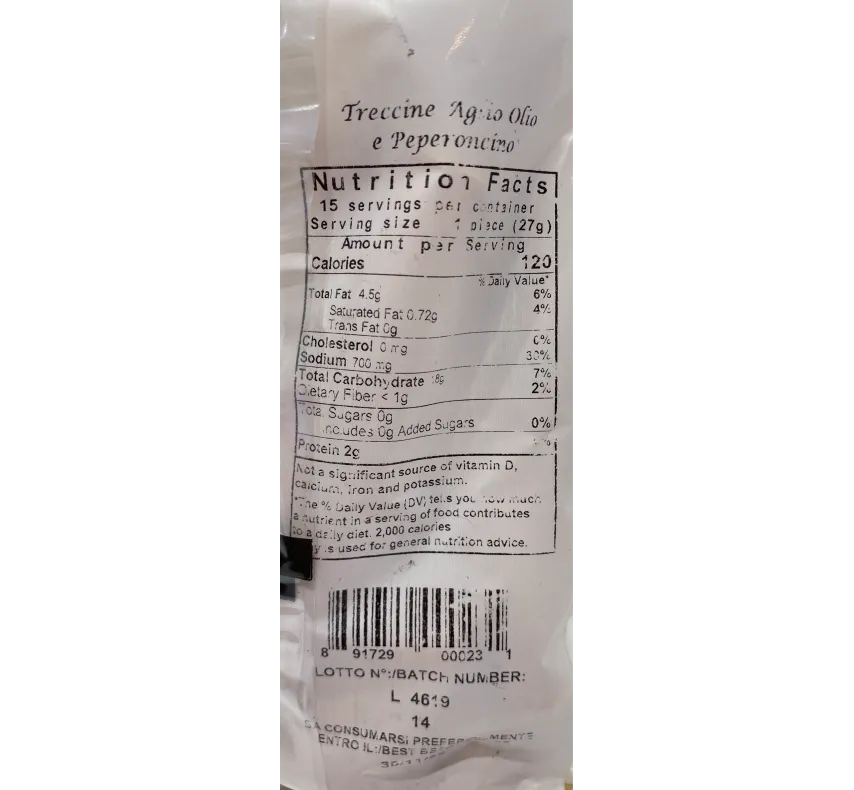 Treccine Aglio Olio
e Peperoncino
Nutrition Facts
15 servings per container
Serving size 1 piece (27g)
Amount per Serving
Calories 120
% Daily Value*
Total Fat 4.5g 6%
Saturated Fat 0.72g 4%
Trans Fat 0g
Cholesterol 0 mg 0%
Sodium 700 mg 30%
Total Carbohydrate 7%
Dietary Fiber < 1g 2%
Total Sugars 0g
Includes 0g Added Sugars 0%
Protein 2g
Not a significant source of vitamin D,
calcium, iron and potassium.
*The % Daily Value (DV) tells you how much
a nutrient in a serving of food contributes
to a daily diet. 2,000 calories
is used for general nutrition advice.
8 91729 00023 1
LOTTO N°:/BATCH NUMBER:
L 4619
14
DA CONSUMARSI PREFERIBILMENTE
ENTRO IL:/BEST